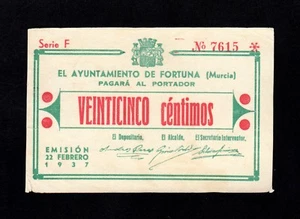 Serie F
Nº 7615 *
EL AYUNTAMIENTO DE FORTUNA (Murcia)
PAGARÁ AL PORTADOR
VEINTICINCO céntimos
El Depositario, El Alcalde, El Secretario-Interventor,
EMISIÓN
22 FEBRERO
1937